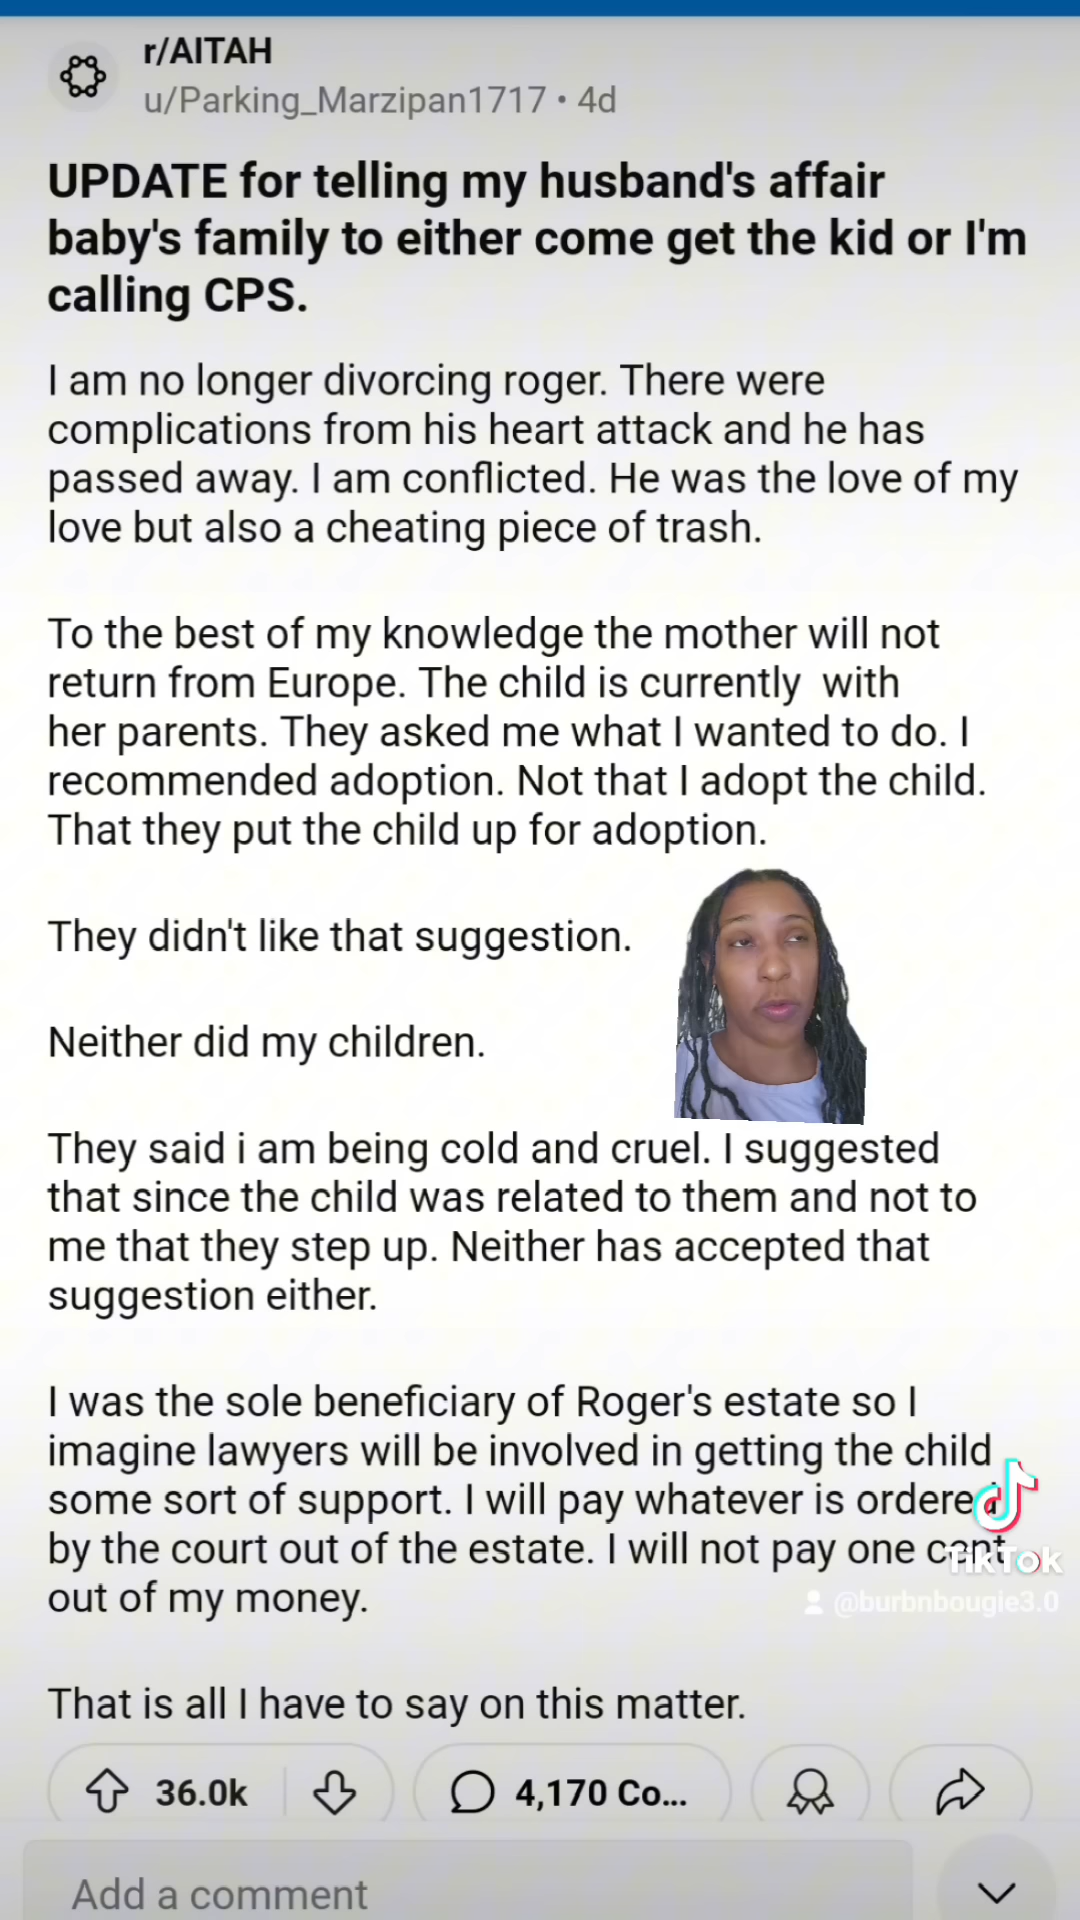 r/AITAH
u/Parking_Marzipan1717 • 4d
UPDATE for telling my husband's affair
baby's family to either come get the kid or I'm
calling CPS.
I am no longer divorcing roger. There were
complications from his heart attack and he has
passed away. I am conflicted. He was the love of my
love but also a cheating piece of trash.
To the best of my knowledge the mother will not
return from Europe. The child is currently with
her parents. They asked me what I wanted to do. I
recommended adoption. Not that I adopt the child.
That they put the child up for adoption.
They didn't like that suggestion.
Neither did my children.
They said i am being cold and cruel. I suggested
that since the child was related to them and not to
me that they step up. Neither has accepted that
suggestion either.
I was the sole beneficiary of Roger's estate so I
imagine lawyers will be involved in getting the child
some sort of support. I will pay whatever is ordered
by the court out of the estate. I will not pay one cent
out of my money.
TikTok
@burbnbougie3.0
That is all I have to say on this matter.
36.0k
4,170 Co...
Add a comment